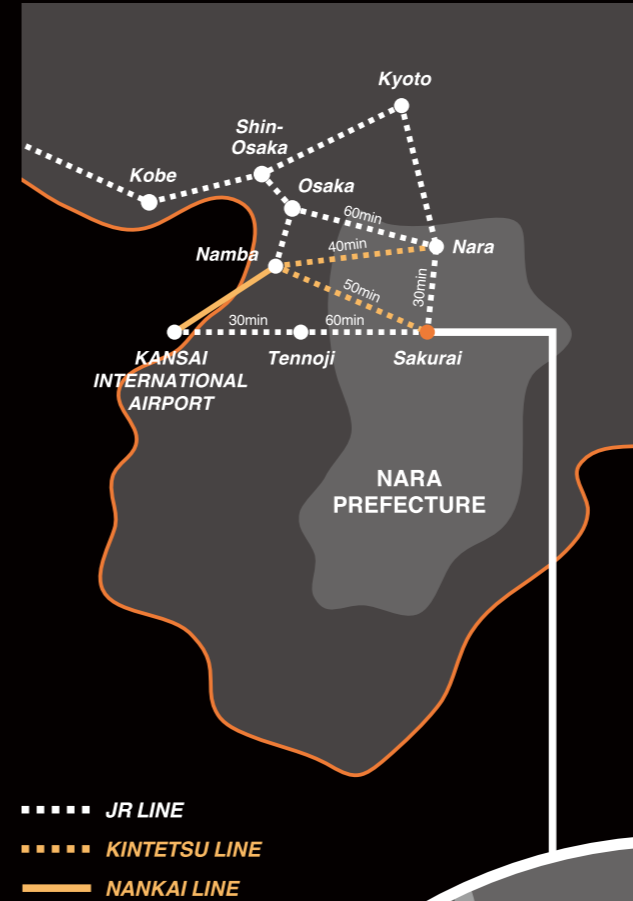 Kyoto
Shin-
Osaka
Kobe
Osaka
60min
Namba
40min
Nara
50min
30min
30min
60min
KANSAI
INTERNATIONAL
AIRPORT
Tennoji
Sakurai
NARA
PREFECTURE
JR LINE
KINTETSU LINE
NANKAI LINE